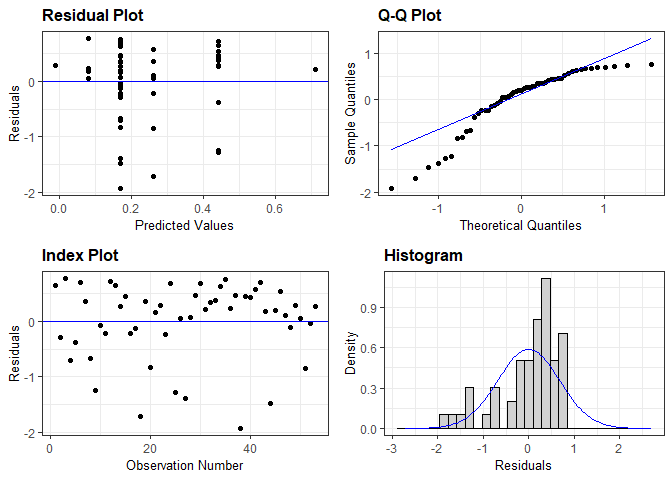 Residual Plot
Residuals
0
-1
-2
0.0
0.2
0.4
0.6
Predicted Values
Q-Q Plot
Sample Quantiles
1
0
-1
-2
-1
0
1
Theoretical Quantiles
Index Plot
Residuals
0
-1
-2
0
20
40
Observation Number
Histogram
Density
0.9
0.6
0.3
0.0
-3
-2
-1
0
1
2
Residuals